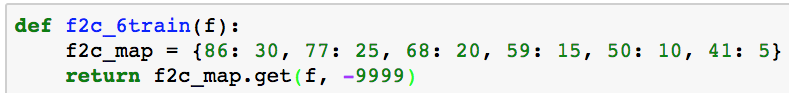 def f2c_6train(f):
    f2c_map = {86: 30, 77: 25, 68: 20, 59: 15, 50: 10, 41: 5}
    return f2c_map.get(f, -9999)